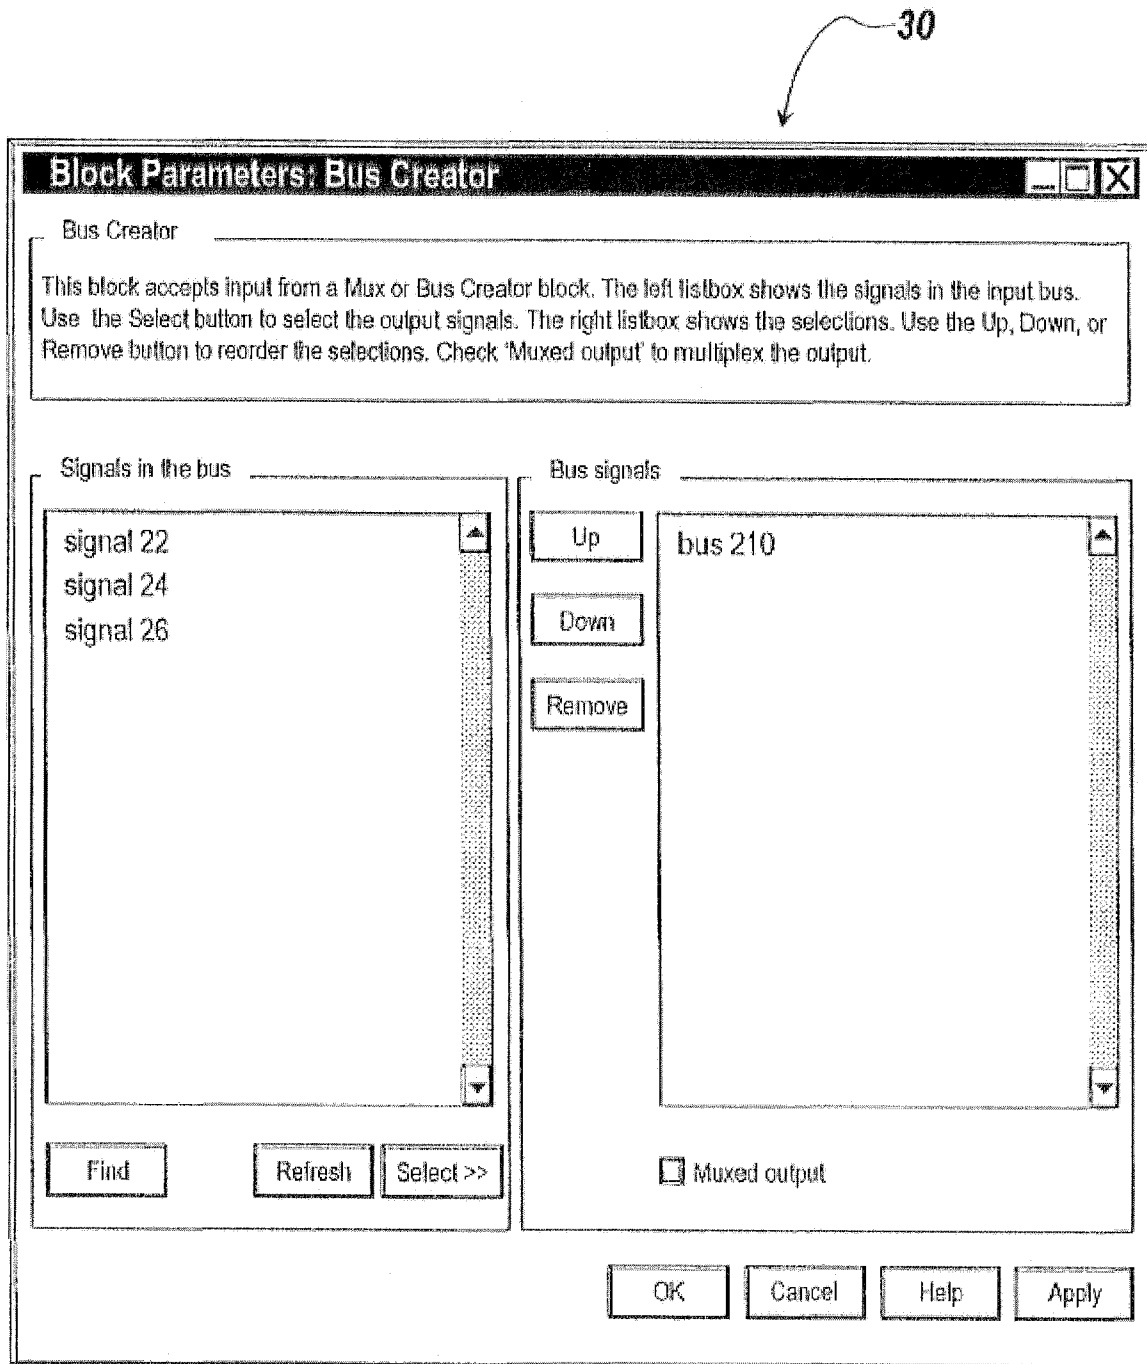 30
Block Parameters: Bus Creator
Bus Creator
This block accepts input from a Mux or Bus Creator block. The left listbox shows the signals in the input bus.
Use the Select button to select the output signals. The right listbox shows the selections. Use the Up, Down, or
Remove button to reorder the selections. Check 'Muxed output' to multiplex the output.
Signals in the bus
signal 22
signal 24
signal 26
Find
Refresh
Select >>
Bus signals
Up
Down
Remove
bus 210
Muxed output
OK
Cancel
Help
Apply